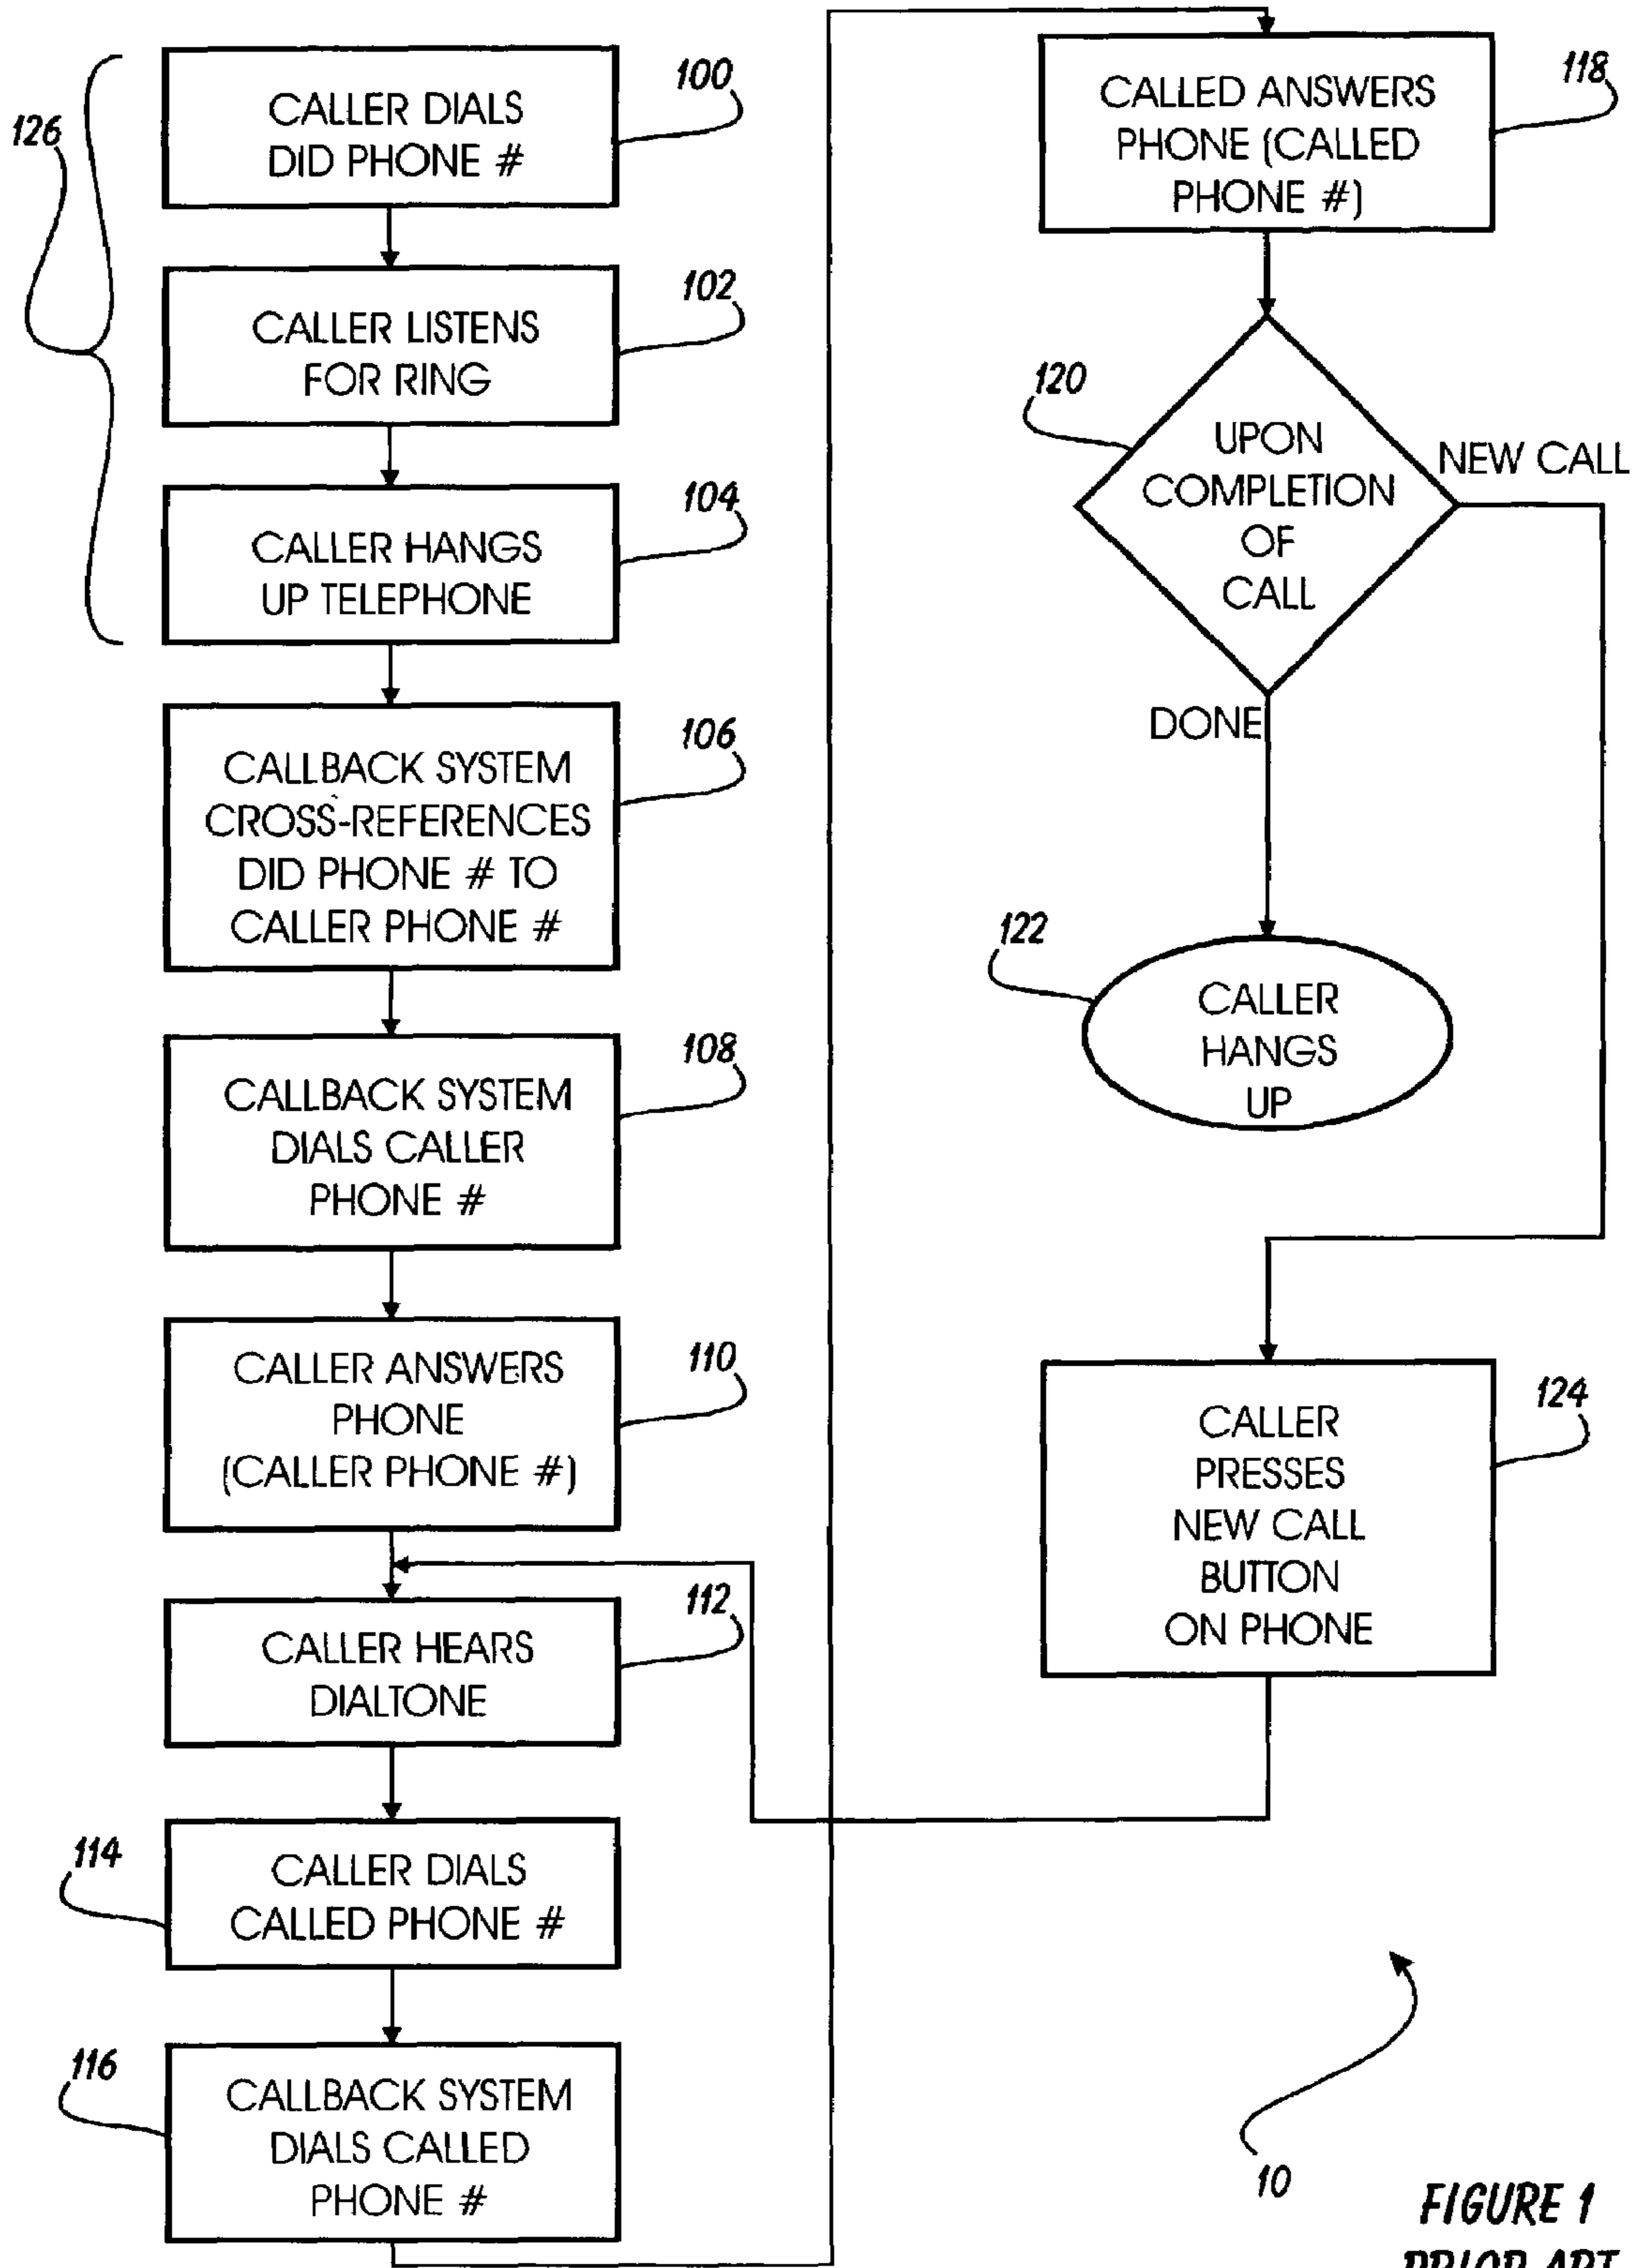 126
CALLER DIALS
DID PHONE #
100
CALLER LISTENS
FOR RING
102
CALLER HANGS
UP TELEPHONE
104
CALLBACK SYSTEM
CROSS-REFERENCES
DID PHONE # TO
CALLER PHONE #
106
CALLBACK SYSTEM
DIALS CALLER
PHONE #
108
CALLER ANSWERS
PHONE
(CALLER PHONE #)
110
CALLER HEARS
DIALTONE
112
CALLER DIALS
CALLED PHONE #
114
CALLBACK SYSTEM
DIALS CALLED
PHONE #
116
CALLED ANSWERS
PHONE (CALLED
PHONE #)
118
UPON
COMPLETION
OF
CALL
120
NEW CALL
DONE
CALLER
HANGS
UP
122
CALLER
PRESSES
NEW CALL
BUTTON
ON PHONE
124
10
FIGURE 1
PRIOR ART